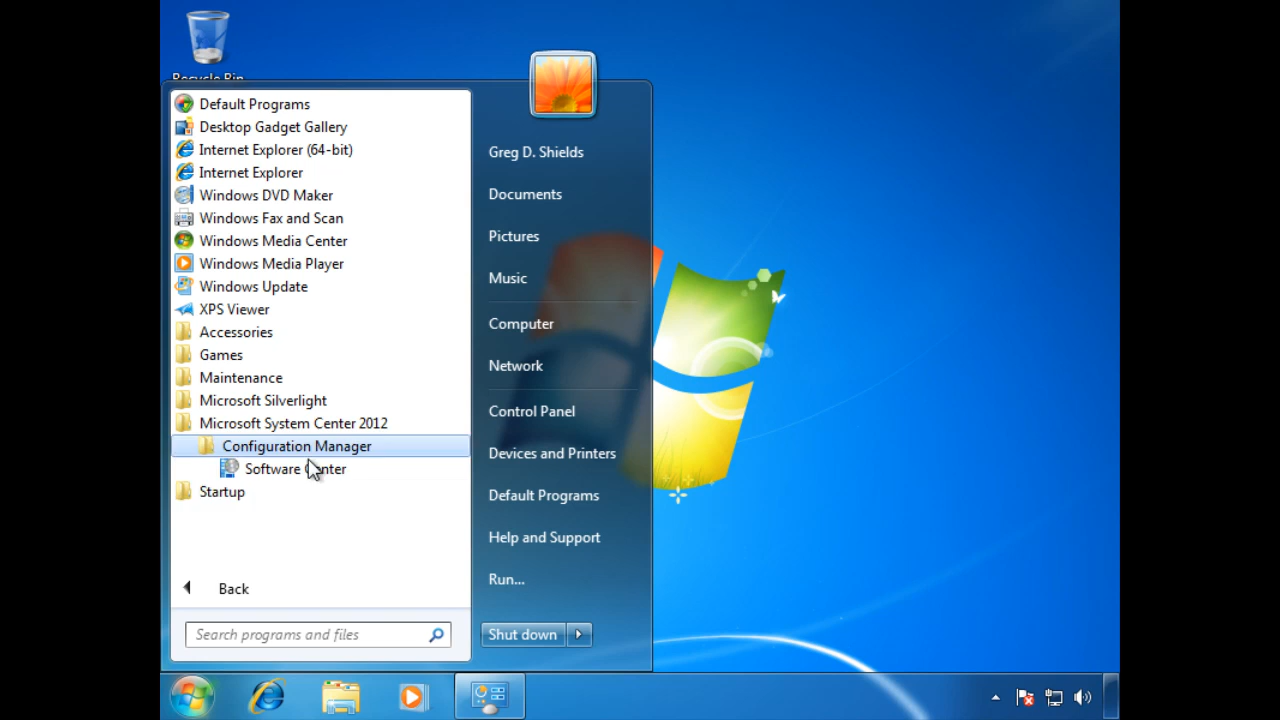 Recycle Bin
Default Programs
Desktop Gadget Gallery
Internet Explorer (64-bit)
Internet Explorer
Windows DVD Maker
Windows Fax and Scan
Windows Media Center
Windows Media Player
Windows Update
XPS Viewer
Accessories
Games
Maintenance
Microsoft Silverlight
Microsoft System Center 2012
Configuration Manager
Software Center
Startup
Back
Search programs and files
Greg D. Shields
Documents
Pictures
Music
Computer
Network
Control Panel
Devices and Printers
Default Programs
Help and Support
Run...
Shut down